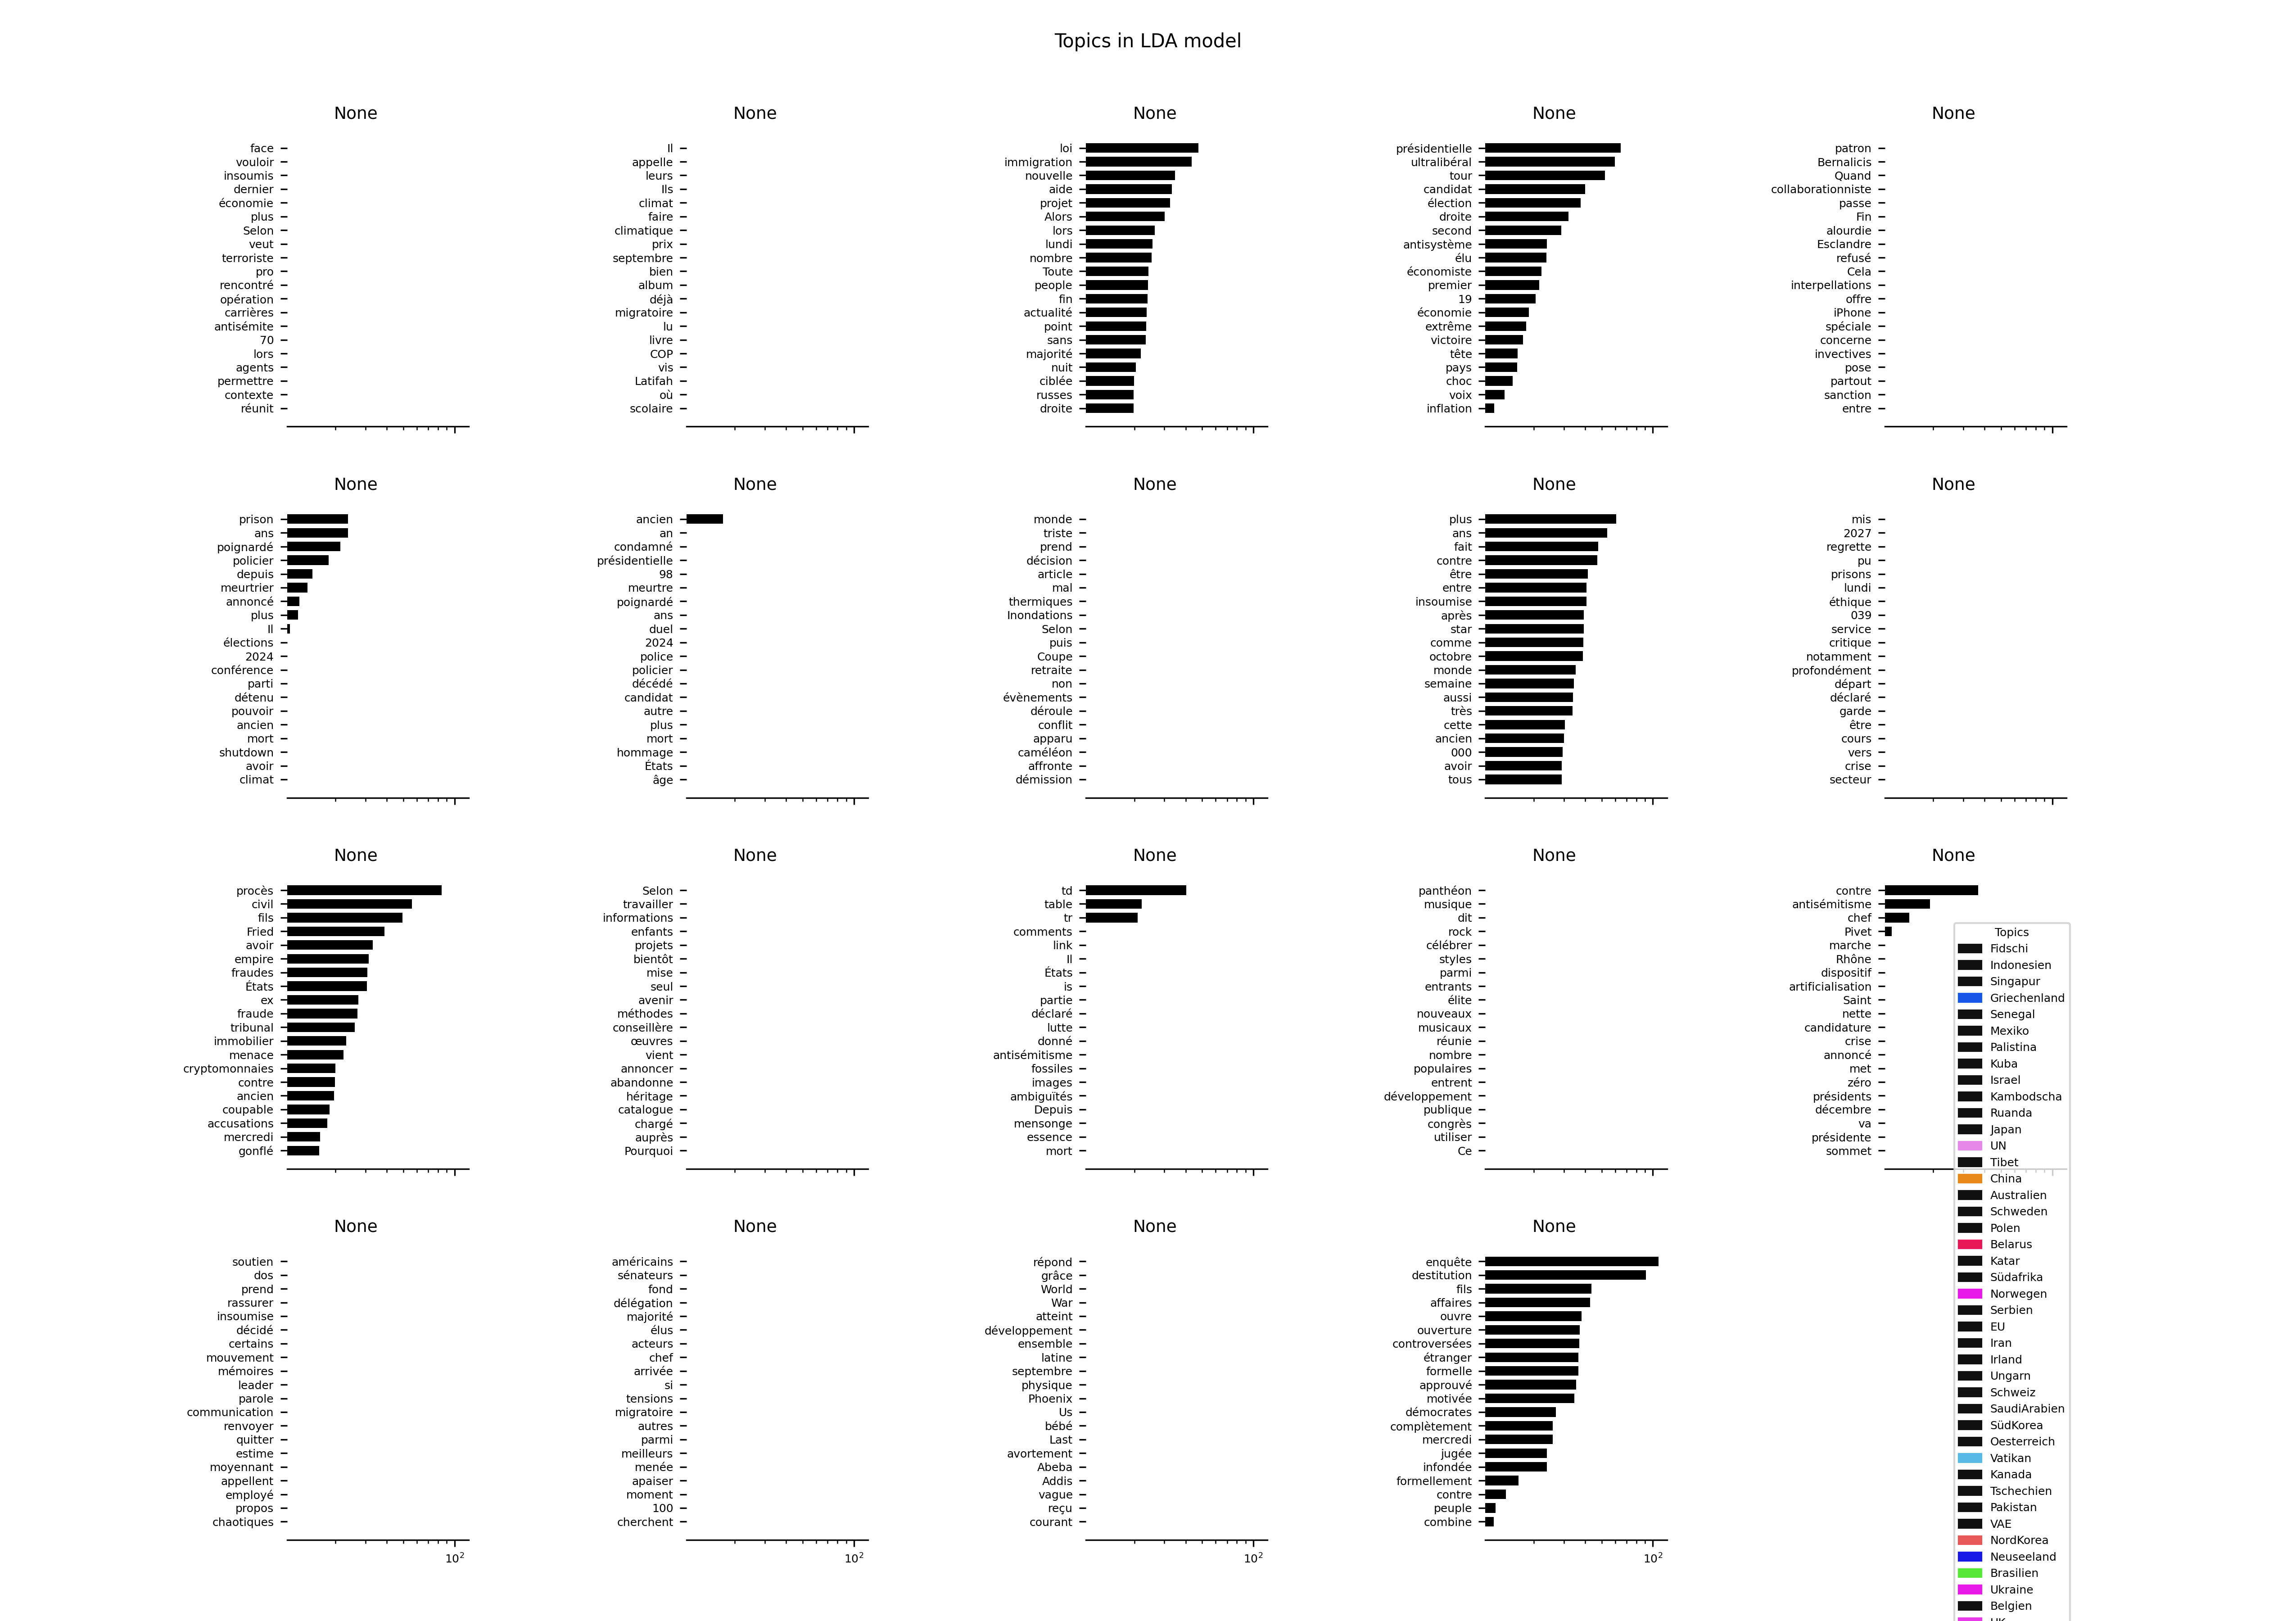 Topics in LDA model
None
face
vouloir
insoumis
dernier
économie
plus
Selon
veut
terroriste
pro
rencontré
opération
carrières
antisémite
70
lors
agents
permettre
contexte
réunit
None
Il
appelle
leurs
Ils
climat
faire
climatique
prix
septembre
bien
album
déjà
migratoire
lu
livre
COP
vis
Latifah
où
scolaire
None
loi
immigration
nouvelle
aide
projet
Alors
lors
lundi
nombre
Toute
people
fin
actualité
point
sans
majorité
nuit
ciblée
russes
droite
None
présidentielle
ultralibéral
tour
candidat
élection
droite
second
antisystème
élu
économiste
premier
19
économie
extrême
victoire
tête
pays
choc
voix
inflation
None
patron
Bernalicis
Quand
collaborationniste
passe
Fin
alourdie
Esclandre
refusé
Cela
interpellations
offre
iPhone
spéciale
concerne
invectives
pose
partout
sanction
entre
None
prison
ans
poignardé
policier
depuis
meurtrier
annoncé
plus
Il
élections
2024
conférence
parti
détenu
pouvoir
ancien
mort
shutdown
avoir
climat
None
ancien
an
condamné
présidentielle
98
meurtre
poignardé
ans
duel
2024
police
policier
décédé
candidat
autre
plus
mort
hommage
États
âge
None
monde
triste
prend
décision
article
mal
thermiques
Inondations
Selon
puis
Coupe
retraite
non
évènements
déroule
conflit
apparu
caméléon
affronte
démission
None
plus
ans
fait
contre
être
entre
insoumise
après
star
comme
octobre
monde
semaine
aussi
très
cette
ancien
000
avoir
tous
None
mis
2027
regrette
pu
prisons
lundi
éthique
039
service
critique
notamment
profondément
départ
déclaré
garde
être
cours
vers
crise
secteur
None
procès
civil
fils
Fried
avoir
empire
fraudes
États
ex
fraude
tribunal
immobilier
menace
cryptomonnaies
contre
ancien
coupable
accusations
mercredi
gonflé
None
Selon
travailler
informations
enfants
projets
bientôt
mise
seul
avenir
méthodes
conseillère
œuvres
vient
annoncer
abandonne
héritage
catalogue
chargé
auprès
Pourquoi
None
td
table
tr
comments
link
Il
États
is
partie
déclaré
lutte
donné
antisémitisme
fossiles
images
ambiguïtés
Depuis
mensonge
essence
mort
None
panthéon
musique
dit
rock
célébrer
styles
parmi
entrants
élite
nouveaux
musicaux
réunie
nombre
populaires
entrent
développement
publique
congrès
utiliser
Ce
None
contre
antisémitisme
chef
Pivet
marche
Rhône
dispositif
artificialisation
Saint
nette
candidature
crise
annoncé
met
zéro
présidents
décembre
va
présidente
sommet
None
soutien
dos
prend
rassurer
insoumise
décidé
certains
mouvement
mémoires
leader
parole
communication
renvoyer
quitter
estime
moyennant
appellent
employé
propos
chaotiques
10²
None
américains
sénateurs
fond
délégation
majorité
élus
acteurs
chef
arrivée
si
tensions
migratoire
autres
parmi
meilleurs
menée
apaiser
moment
100
cherchent
10²
None
répond
grâce
World
War
atteint
développement
ensemble
latine
septembre
physique
Phoenix
Us
bébé
Last
avortement
Abeba
Addis
vague
reçu
courant
10²
None
enquête
destitution
fils
affaires
ouvre
ouverture
controversées
étranger
formelle
approuvé
motivée
démocrates
complètement
mercredi
jugée
infondée
formellement
contre
peuple
combine
10²
Topics
Fidschi
Indonesien
Singapur
Griechenland
Senegal
Mexiko
Palistina
Kuba
Israel
Kambodscha
Ruanda
Japan
UN
Tibet
China
Australien
Schweden
Polen
Belarus
Katar
Südafrika
Norwegen
Serbien
EU
Iran
Irland
Ungarn
Schweiz
SaudiArabien
SüdKorea
Oesterreich
Vatikan
Kanada
Tschechien
Pakistan
VAE
NordKorea
Neuseeland
Brasilien
Ukraine
Belgien